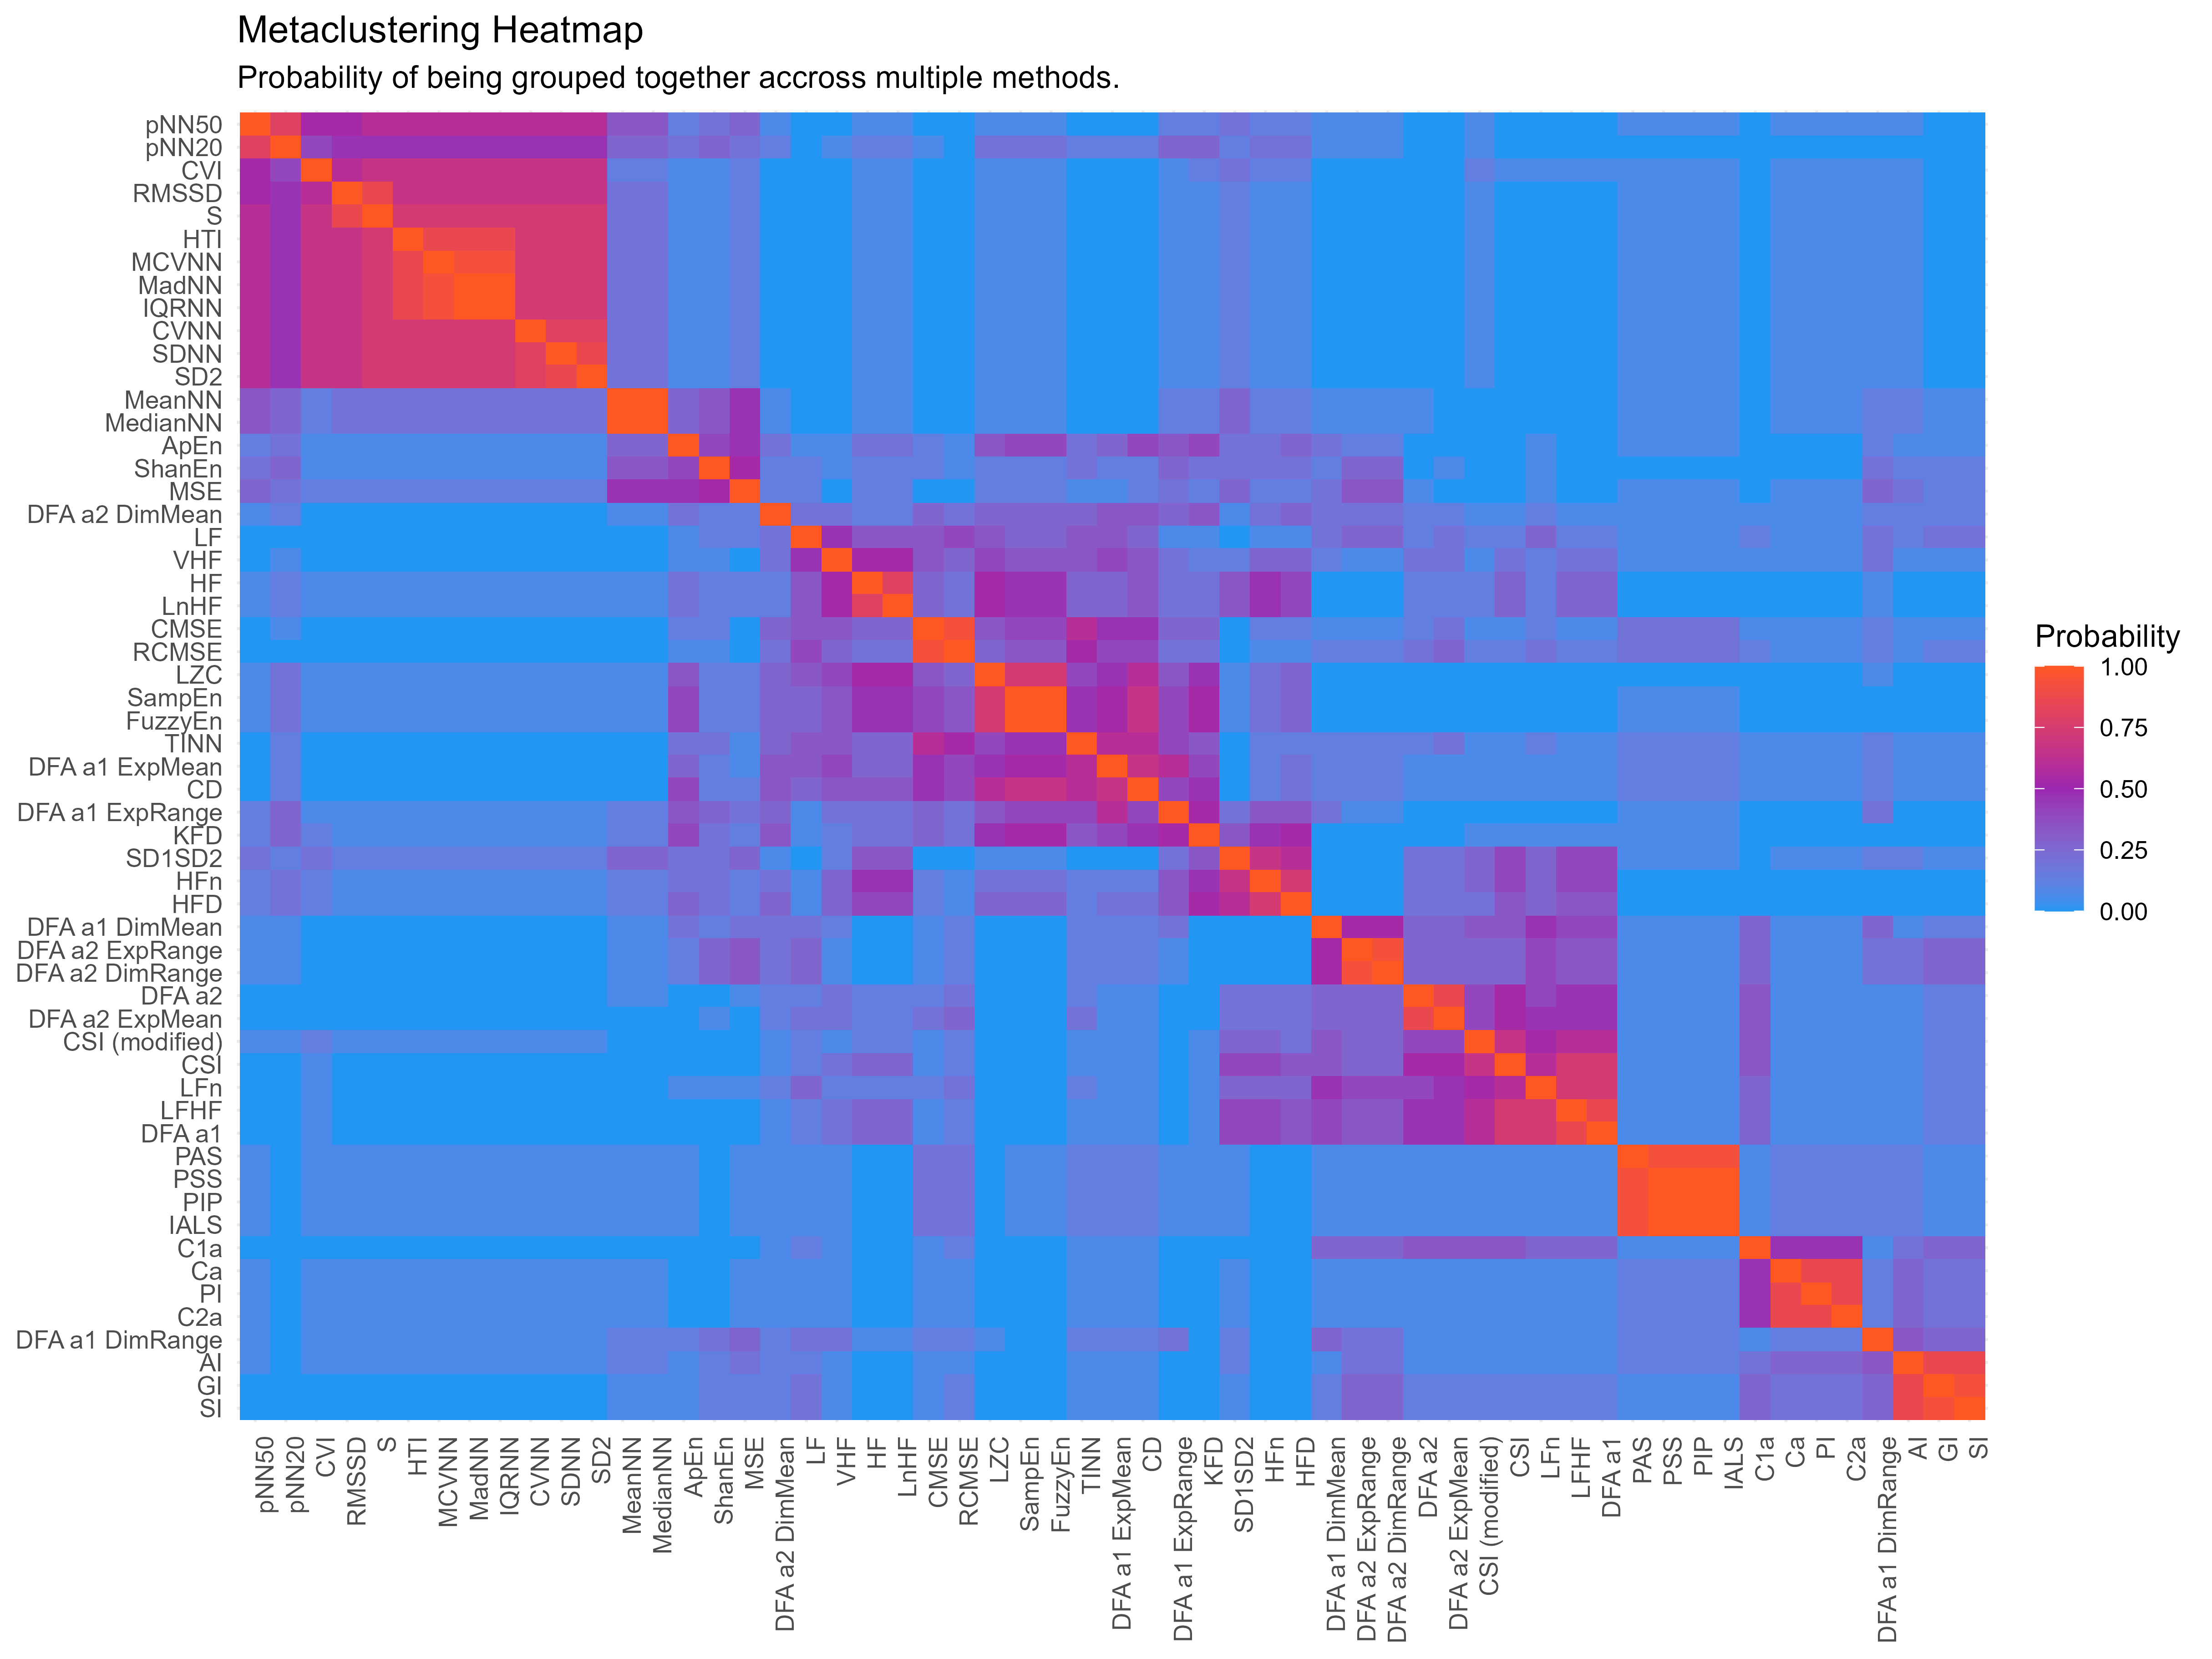 Metaclustering Heatmap
Probability of being grouped together accross multiple methods.
pNN50
pNN20
CVI
RMSSD
S
HTI
MCVNN
MadNN
IQRNN
CVNN
SDNN
SD2
MeanNN
MedianNN
ApEn
ShanEn
MSE
DFA a2 DimMean
LF
VHF
HF
LnHF
CMSE
RCMSE
LZC
SampEn
FuzzyEn
TINN
DFA a1 ExpMean
CD
DFA a1 ExpRange
KFD
SD1SD2
HFn
HFD
DFA a1 DimMean
DFA a2 ExpRange
DFA a2 DimRange
DFA a2
DFA a2 ExpMean
CSI (modified)
CSI
LFn
LFHF
DFA a1
PAS
PSS
PIP
IALS
C1a
Ca
PI
C2a
DFA a1 DimRange
AI
GI
SI
Probability
1.00
0.75
0.50
0.25
0.00
pNN50
pNN20
CVI
RMSSD
S
HTI
MCVNN
MadNN
IQRNN
CVNN
SDNN
SD2
MeanNN
MedianNN
ApEn
ShanEn
MSE
DFA a2 DimMean
LF
VHF
HF
LnHF
CMSE
RCMSE
LZC
SampEn
FuzzyEn
TINN
DFA a1 ExpMean
CD
DFA a1 ExpRange
KFD
SD1SD2
HFn
HFD
DFA a1 DimMean
DFA a2 ExpRange
DFA a2 DimRange
DFA a2
DFA a2 ExpMean
CSI (modified)
CSI
LFn
LFHF
DFA a1
PAS
PSS
PIP
IALS
C1a
Ca
PI
C2a
DFA a1 DimRange
AI
GI
SI